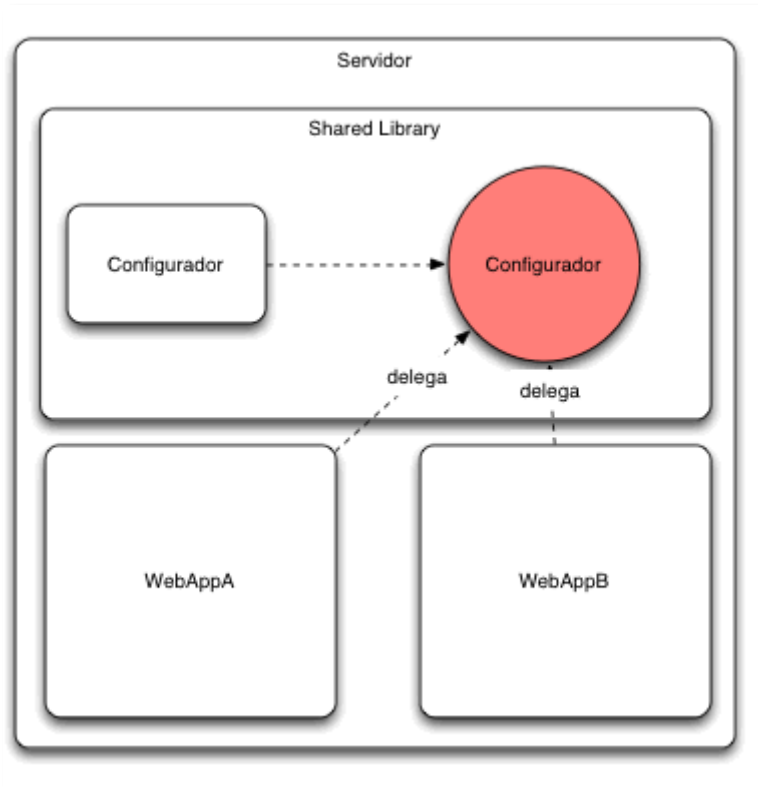 Servidor
Shared Library
Configurador
Configurador
delega
delega
WebAppA
WebAppB